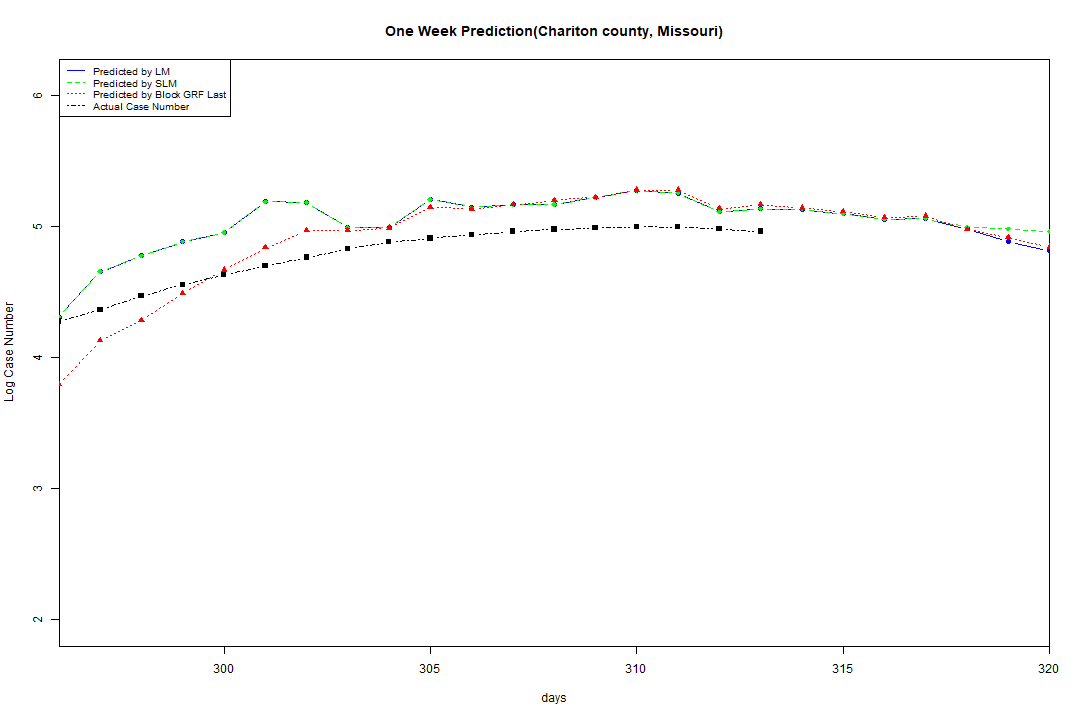 One Week Prediction(Chariton county, Missouri)
Predicted by LM
Predicted by SLM
Predicted by Block GRF Last
Actual Case Number
6
5
4
3
2
Log Case Number
300 305 310 315 320
days